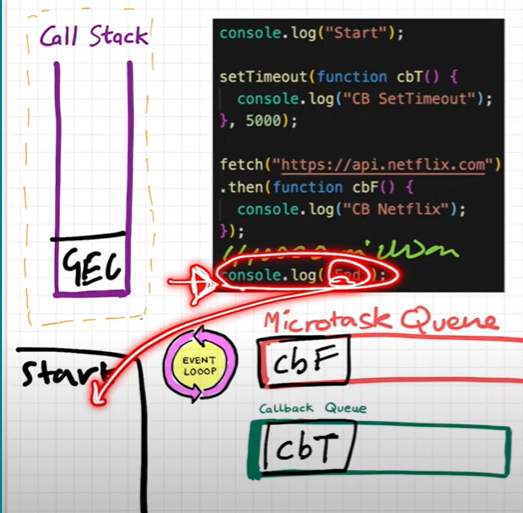 Call Stack
GEC
console.log("Start");
setTimeout(function cbT() {
console.log("CB SetTimeout");
}, 5000);
fetch("https://api.netflix.com")
.then(function cbF() {
console.log("CB Netflix");
});
console.log("End");
Start
EVENT
LOOOP
Microtask Queue
cbF
Callback Queue
cbT